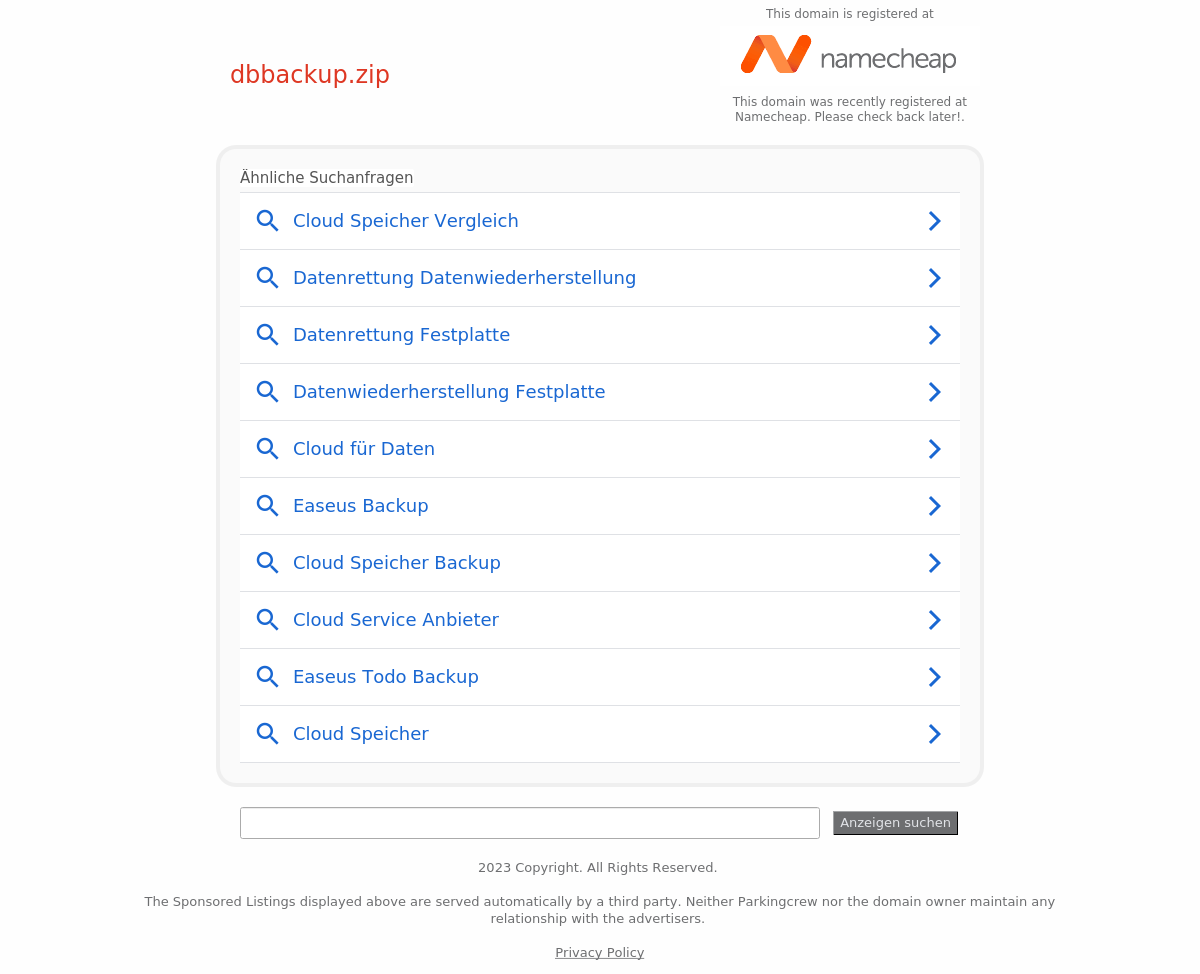 This domain is registered at
namecheap
dbbackup.zip
This domain was recently registered at
Namecheap. Please check back later!.
Ähnliche Suchanfragen
Cloud Speicher Vergleich
Datenrettung Datenwiederherstellung
Datenrettung Festplatte
Datenwiederherstellung Festplatte
Cloud für Daten
Easeus Backup
Cloud Speicher Backup
Cloud Service Anbieter
Easeus Todo Backup
Cloud Speicher
Anzeigen suchen
2023 Copyright. All Rights Reserved.
The Sponsored Listings displayed above are served automatically by a third party. Neither Parkingcrew nor the domain owner maintain any
relationship with the advertisers.
Privacy Policy